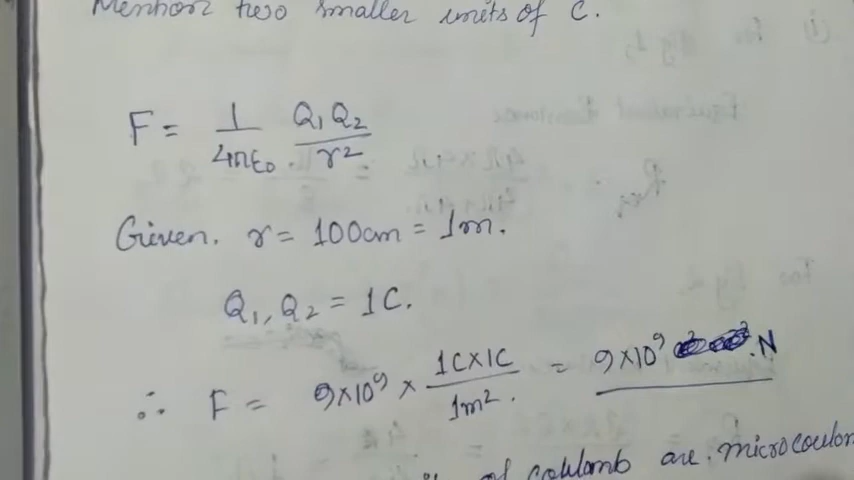 Mention two smaller units of C.
F = 1/4πε₀ Q₁Q₂/r²
Given. r = 100cm = 1m.
Q₁, Q₂ = 1C.
∴ F = 9×10⁹ × 1C×1C/1m². = 9×10⁹ .N
of coulomb are microcoulom